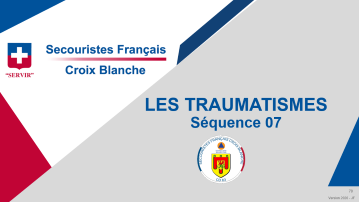 Secouristes Français
Croix Blanche
"SERVIR"
LES TRAUMATISMES
Séquence 07